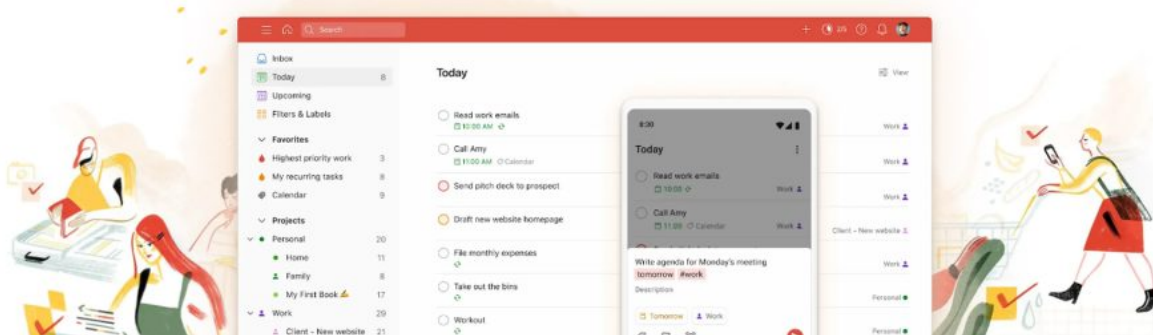 Search
2/5
Inbox
Today 8
Upcoming
Filters & Labels
Favorites
Highest priority work 3
My recurring tasks 8
Calendar 9
Projects
Personal 20
Home 11
Family 6
My First Book 17
Work 29
Client - New website 21
Today
View
Read work emails
10:00 AM
Work
Call Amy
11:00 AM Calendar
Work
Send pitch deck to prospect
Work
Draft new website homepage
Client - New website
File monthly expenses
Work
Take out the bins
Personal
Workout
Personal
Today
Read work emails
10:00
Work
Call Amy
11:00 Calendar
Work
Write agenda for Monday's meeting
tomorrow #work
Description
Tomorrow Work